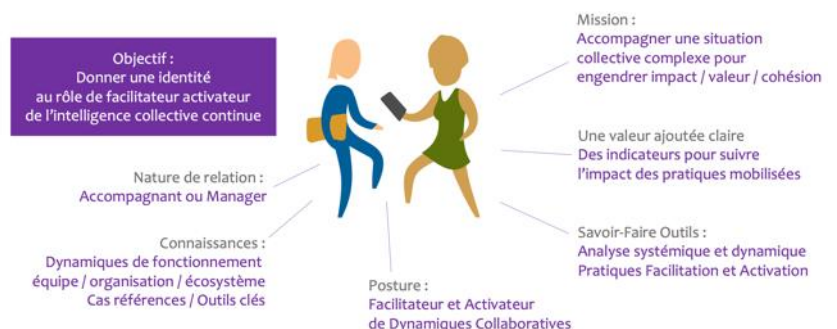 Objectif :
Donner une identité
au rôle de facilitateur activateur
de l'intelligence collective continue
Nature de relation :
Accompagnant ou Manager
Connaissances :
Dynamiques de fonctionnement
équipe / organisation / écosystème
Cas références / Outils clés
Posture :
Facilitateur et Activateur
de Dynamiques Collaboratives
Mission :
Accompagner une situation
collective complexe pour
engendrer impact / valeur / cohésion
Une valeur ajoutée claire
Des indicateurs pour suivre
l'impact des pratiques mobilisées
Savoir-Faire Outils :
Analyse systémique et dynamique
Pratiques Facilitation et Activation